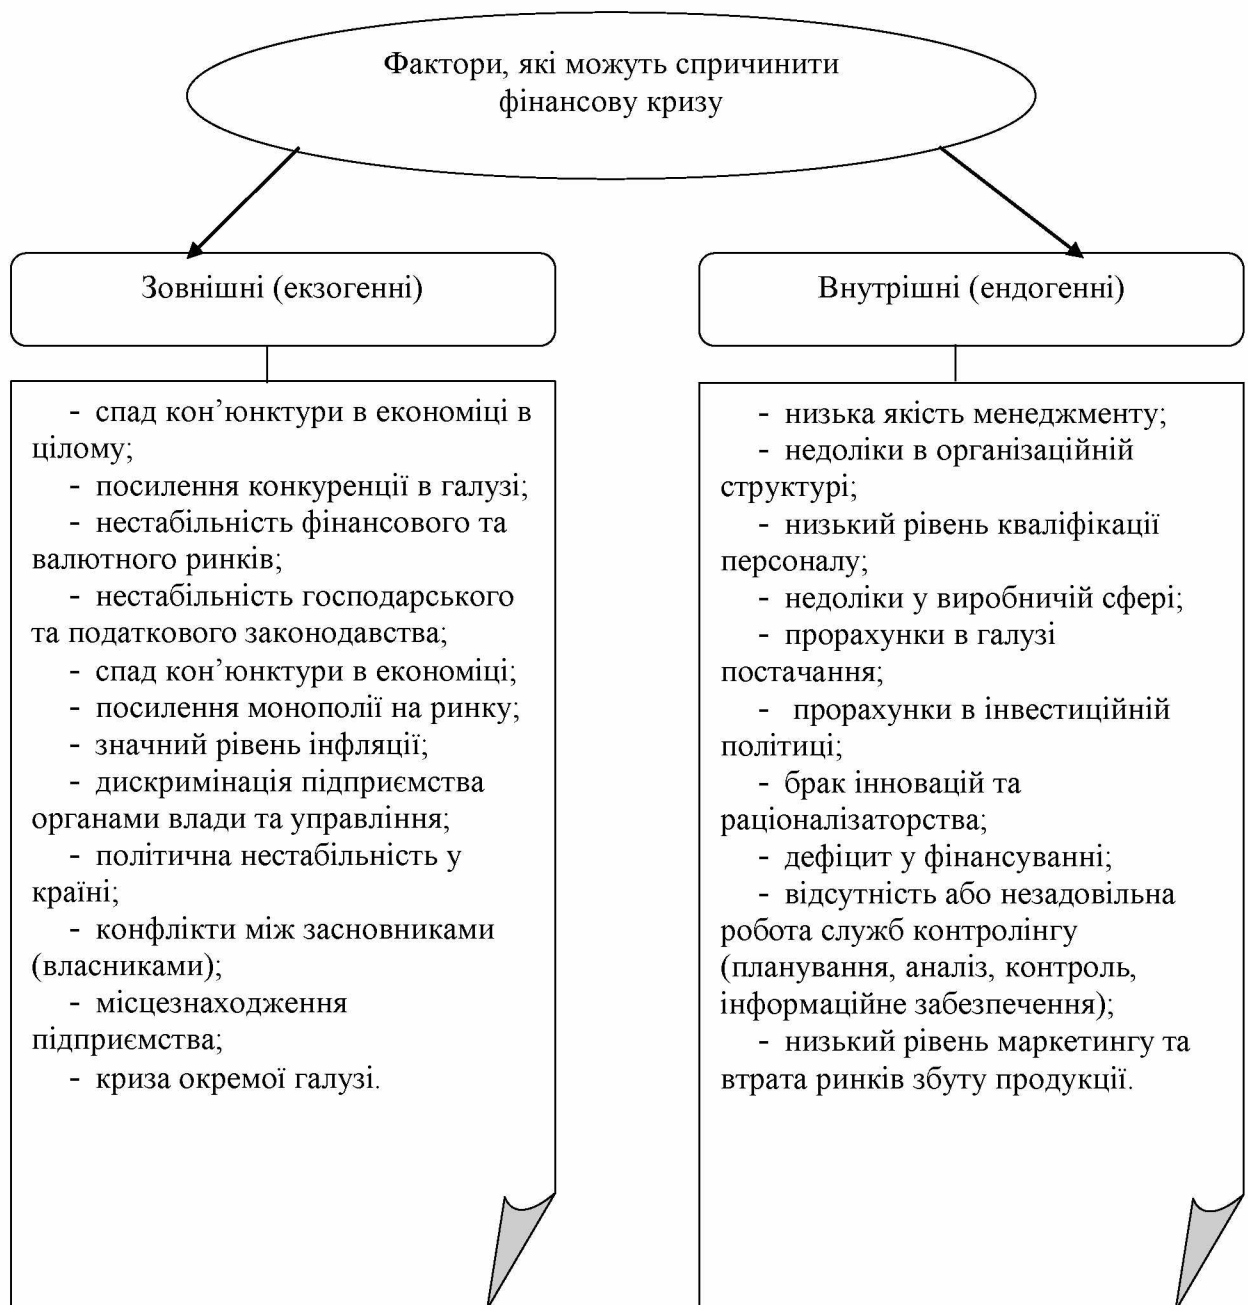 Фактори, які можуть спричинити
фінансову кризу
Зовнішні (екзогенні)
- спад кон’юнктури в економіці в
цілому;
- посилення конкуренції в галузі;
- нестабільність фінансового та
валютного ринків;
- нестабільність господарського
та податкового законодавства;
- спад кон’юнктури в економіці;
- посилення монополії на ринку;
- значний рівень інфляції;
- дискримінація підприємства
органами влади та управління;
- політична нестабільність у
країні;
- конфлікти між засновниками
(власниками);
- місцезнаходження
підприємства;
- криза окремої галузі.
Внутрішні (ендогенні)
- низька якість менеджменту;
- недоліки в організаційній
структурі;
- низький рівень кваліфікації
персоналу;
- недоліки у виробничій сфері;
- прорахунки в галузі
постачання;
- прорахунки в інвестиційній
політиці;
- брак інновацій та
раціоналізаторства;
- дефіцит у фінансуванні;
- відсутність або незадовільна
робота служб контролінгу
(планування, аналіз, контроль,
інформаційне забезпечення);
- низький рівень маркетингу та
втрата ринків збуту продукції.